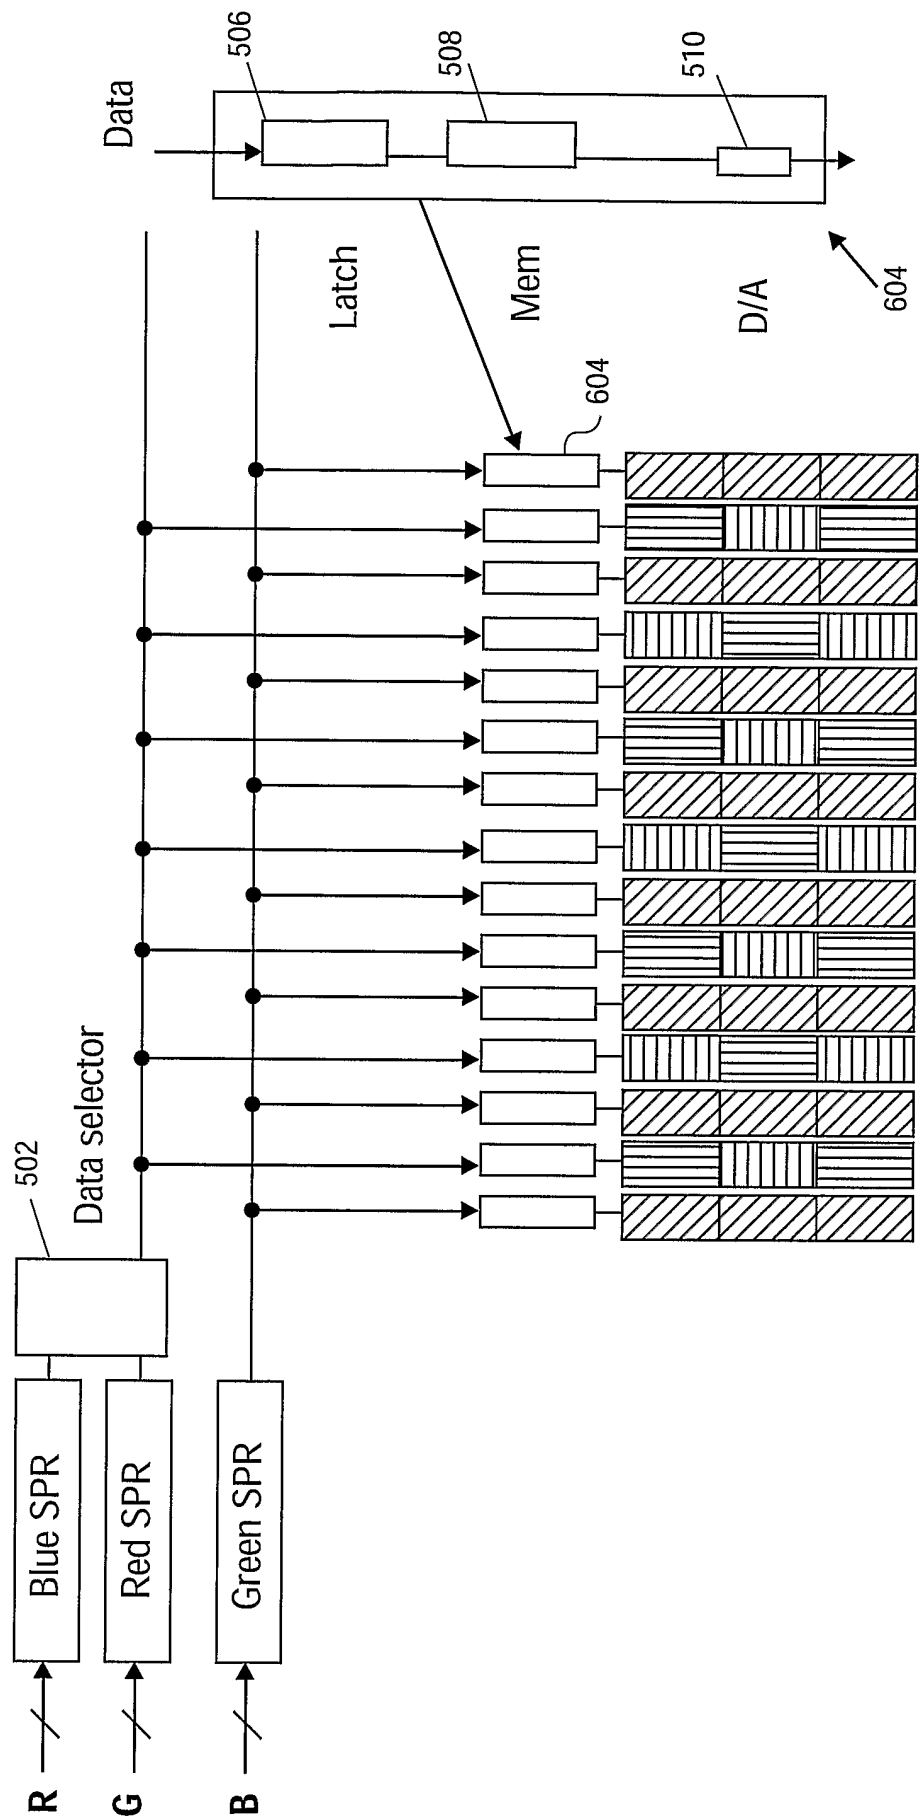 R
G
B
Blue SPR
Red SPR
Green SPR
502
Data selector
Data
506
508
510
Latch
Mem
D/A
604
604